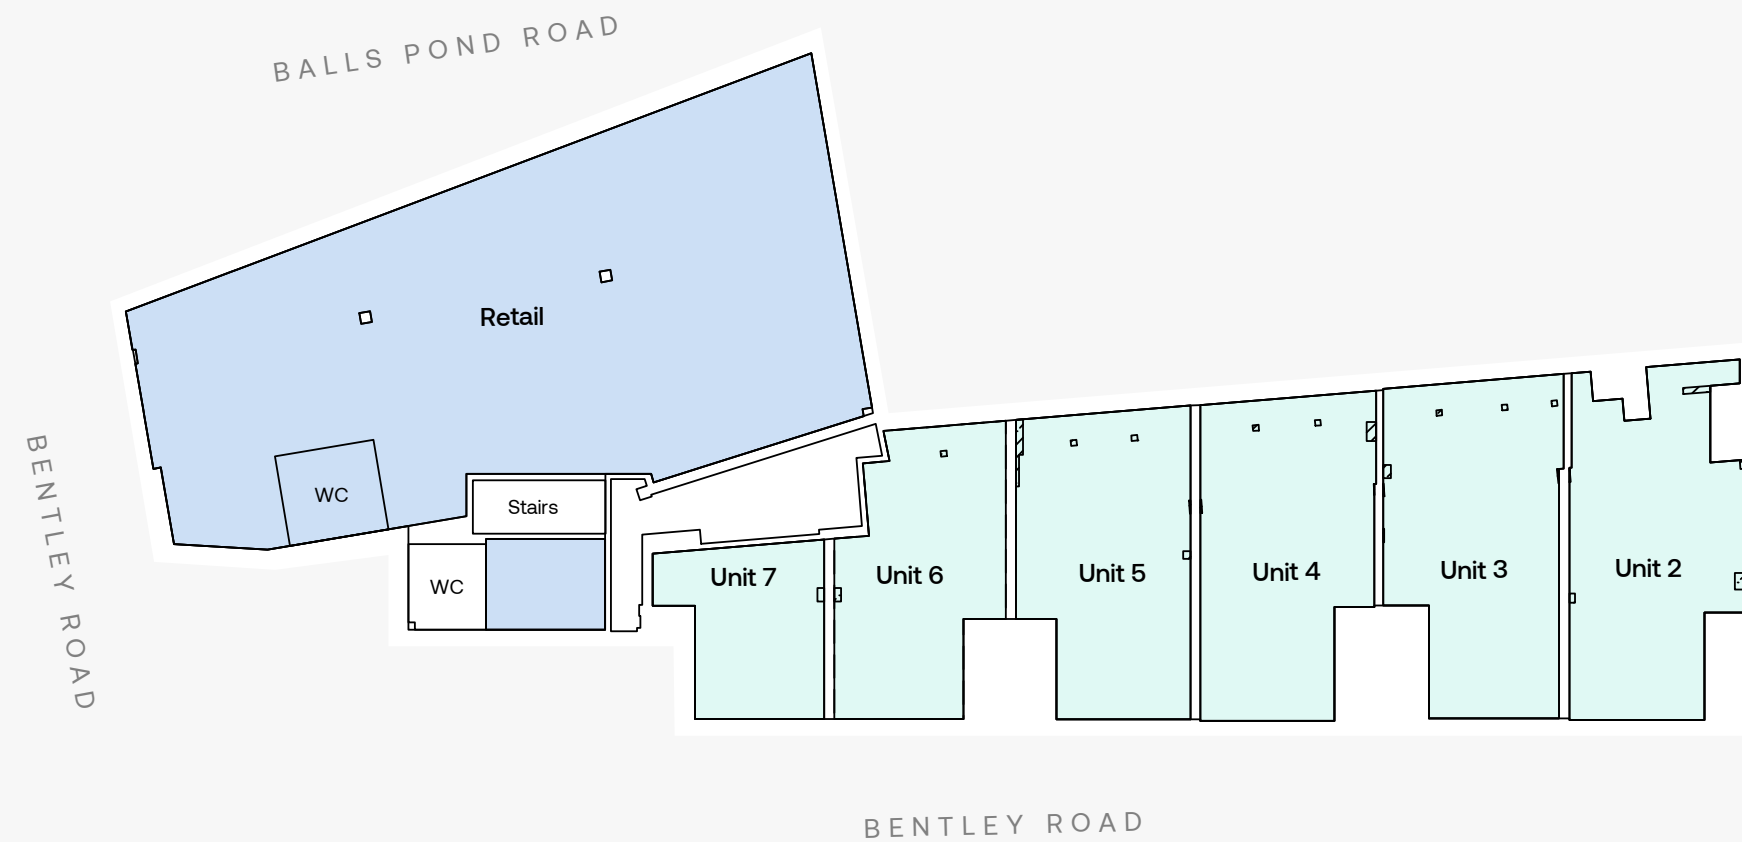 BALLS POND ROAD
Retail
WC
Stairs
WC
BENTLEY ROAD
Unit 7
Unit 6
Unit 5
Unit 4
Unit 3
Unit 2
BENTLEY ROAD